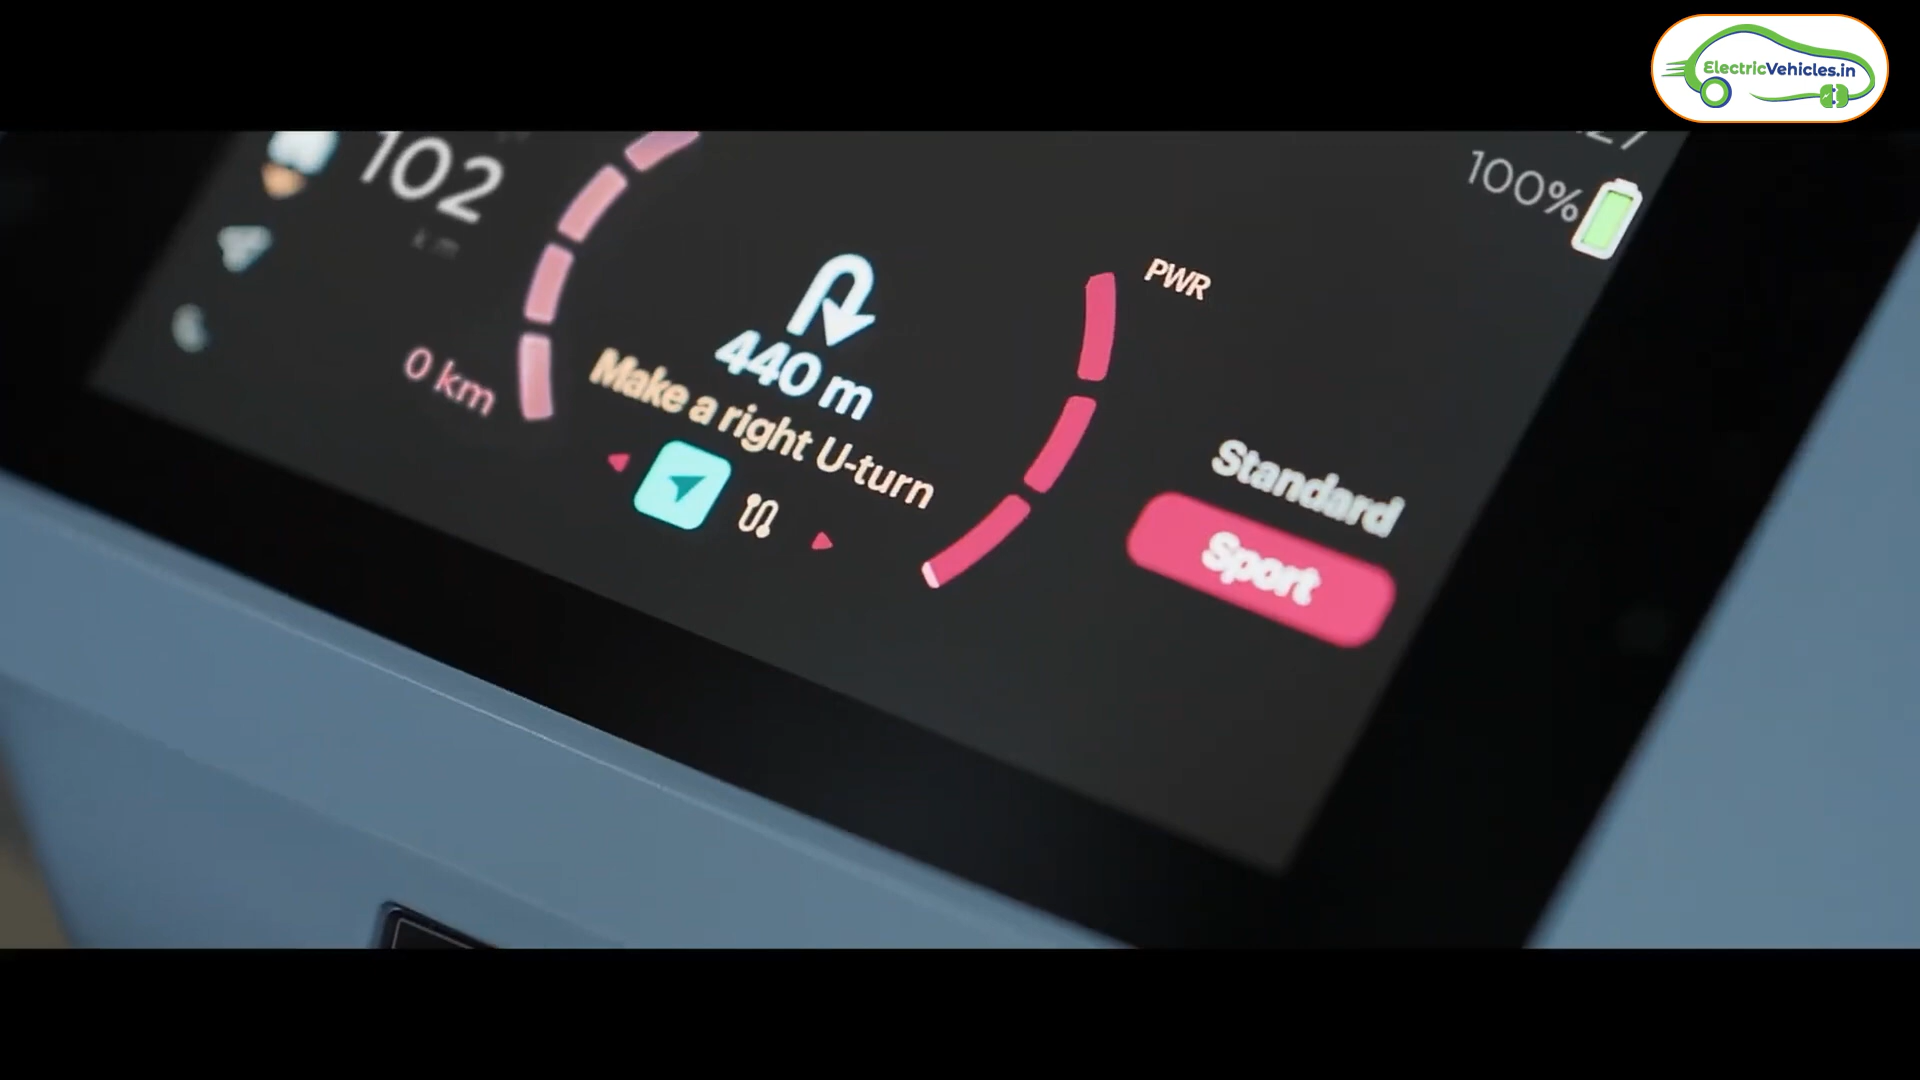 ElectricVehicles.in
102
km
100%
PWR
440 m
Make a right U-turn
0 km
Standard
Sport